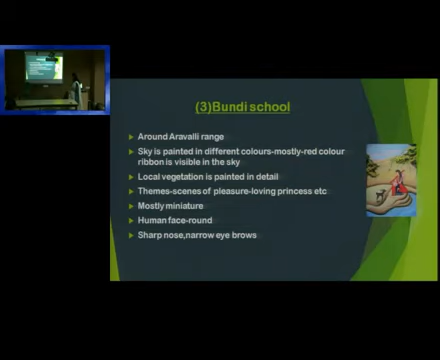 (3)Bundi school
Around Aravalli range
Sky is painted in different colours-mostly-red colour
ribbon is visible in the sky
Local vegetation is painted in detail
Themes-scenes of pleasure-loving princess etc
Mostly miniature
Human face-round
Sharp nose,narrow eye brows